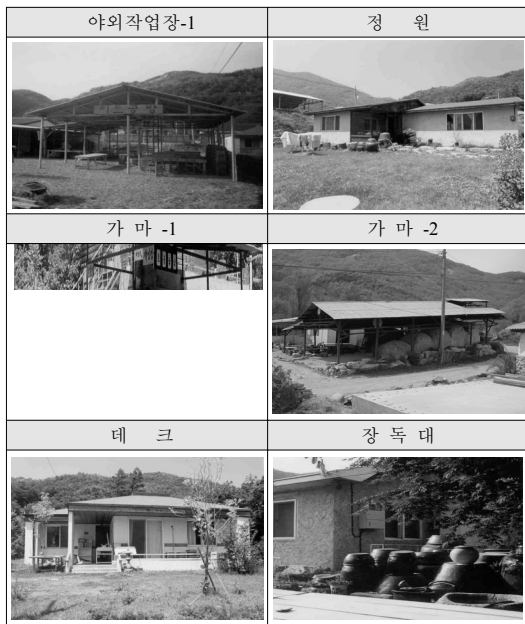 야외작업장-1
정 원
가 마 -1
가 마 -2
데 크
장 독 대